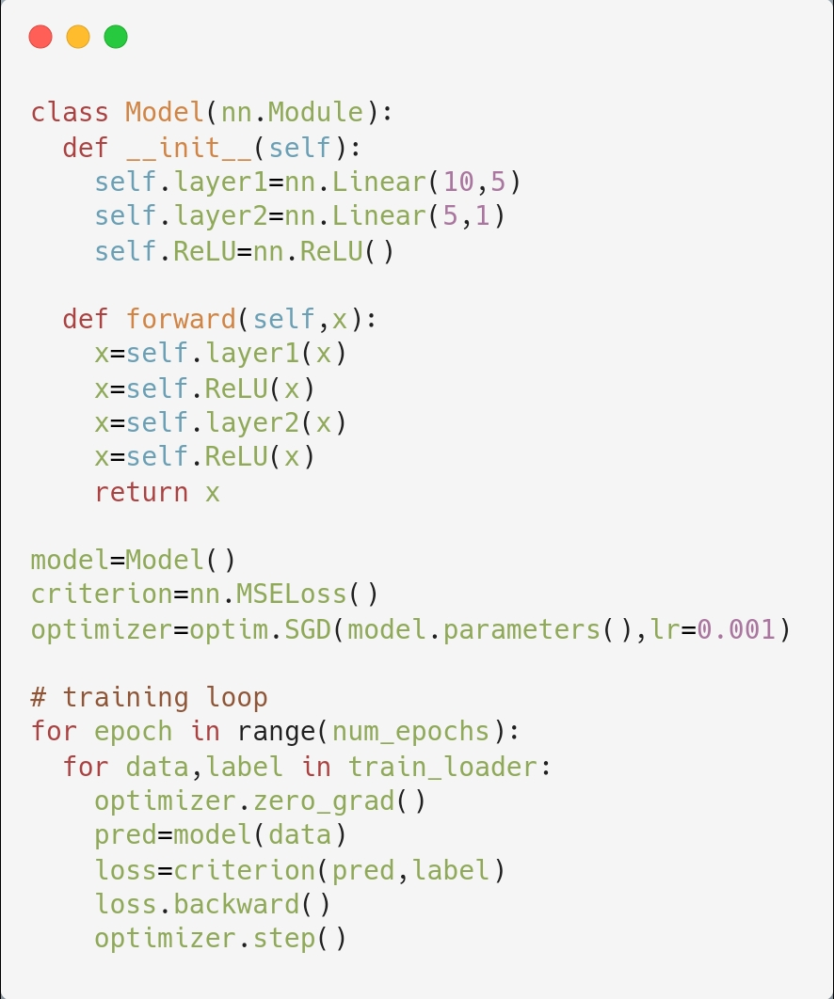 class Model(nn.Module):
  def __init__(self):
    self.layer1=nn.Linear(10,5)
    self.layer2=nn.Linear(5,1)
    self.ReLU=nn.ReLU()

  def forward(self,x):
    x=self.layer1(x)
    x=self.ReLU(x)
    x=self.layer2(x)
    x=self.ReLU(x)
    return x

model=Model()
criterion=nn.MSELoss()
optimizer=optim.SGD(model.parameters(),lr=0.001)

# training loop
for epoch in range(num_epochs):
  for data,label in train_loader:
    optimizer.zero_grad()
    pred=model(data)
    loss=criterion(pred,label)
    loss.backward()
    optimizer.step()